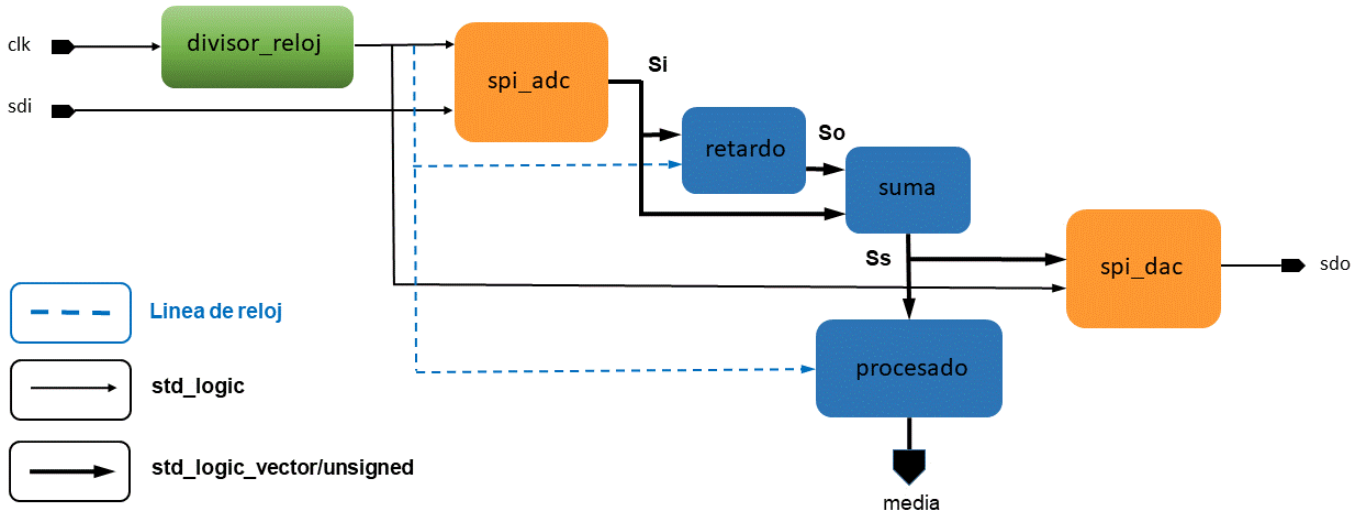 clk
divisor_reloj
sdi
spi_adc
Si
retardo
So
suma
Ss
spi_dac
sdo
Linea de reloj
procesado
std_logic
std_logic_vector/unsigned
media